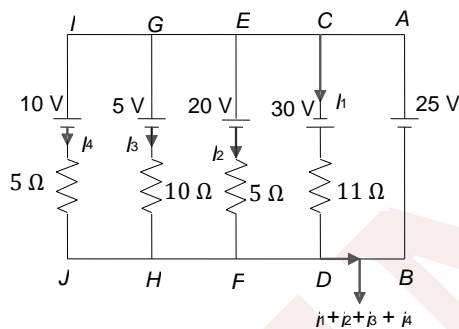 I G E C A
10 V 5 V 20 V 30 V I₁ 25 V
I₄ I₃ I₂
5 Ω 10 Ω 5 Ω 11 Ω
J H F D B
i₁+i₂+i₃+ i₄